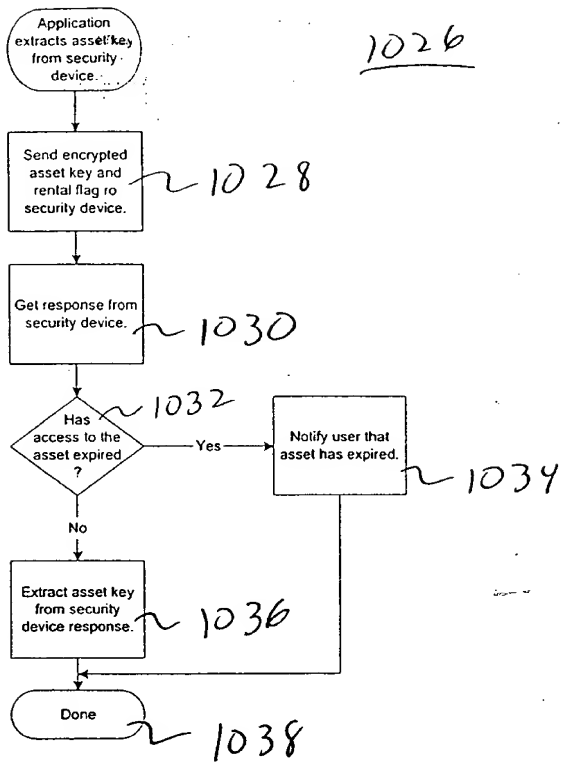 Application
extracts asset key
from security
device.
1026
Send encrypted
asset key and
rental flag ro
security device.
1028
Get response from
security device.
1030
1032
Has
access to the
asset expired
?
Yes
Notify user that
asset has expired.
1034
No
Extract asset key
from security
device response.
1036
Done
1038